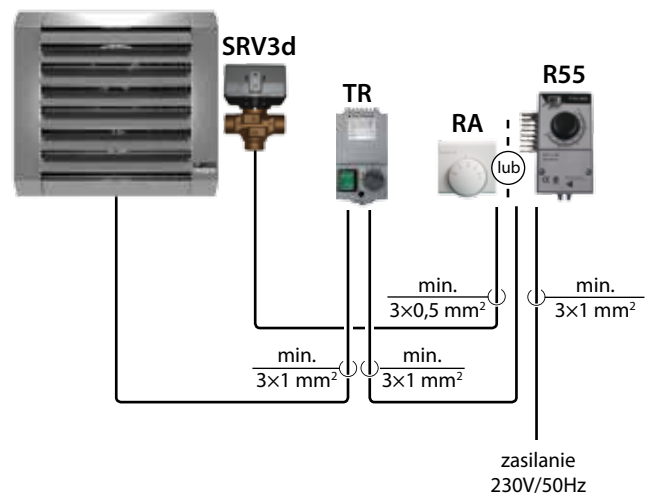 SRV3d
TR
RA
R55
lub
min.
3×0,5 mm²
min.
3×1 mm²
min.
3×1 mm²
min.
3×1 mm²
zasilanie
230V/50Hz